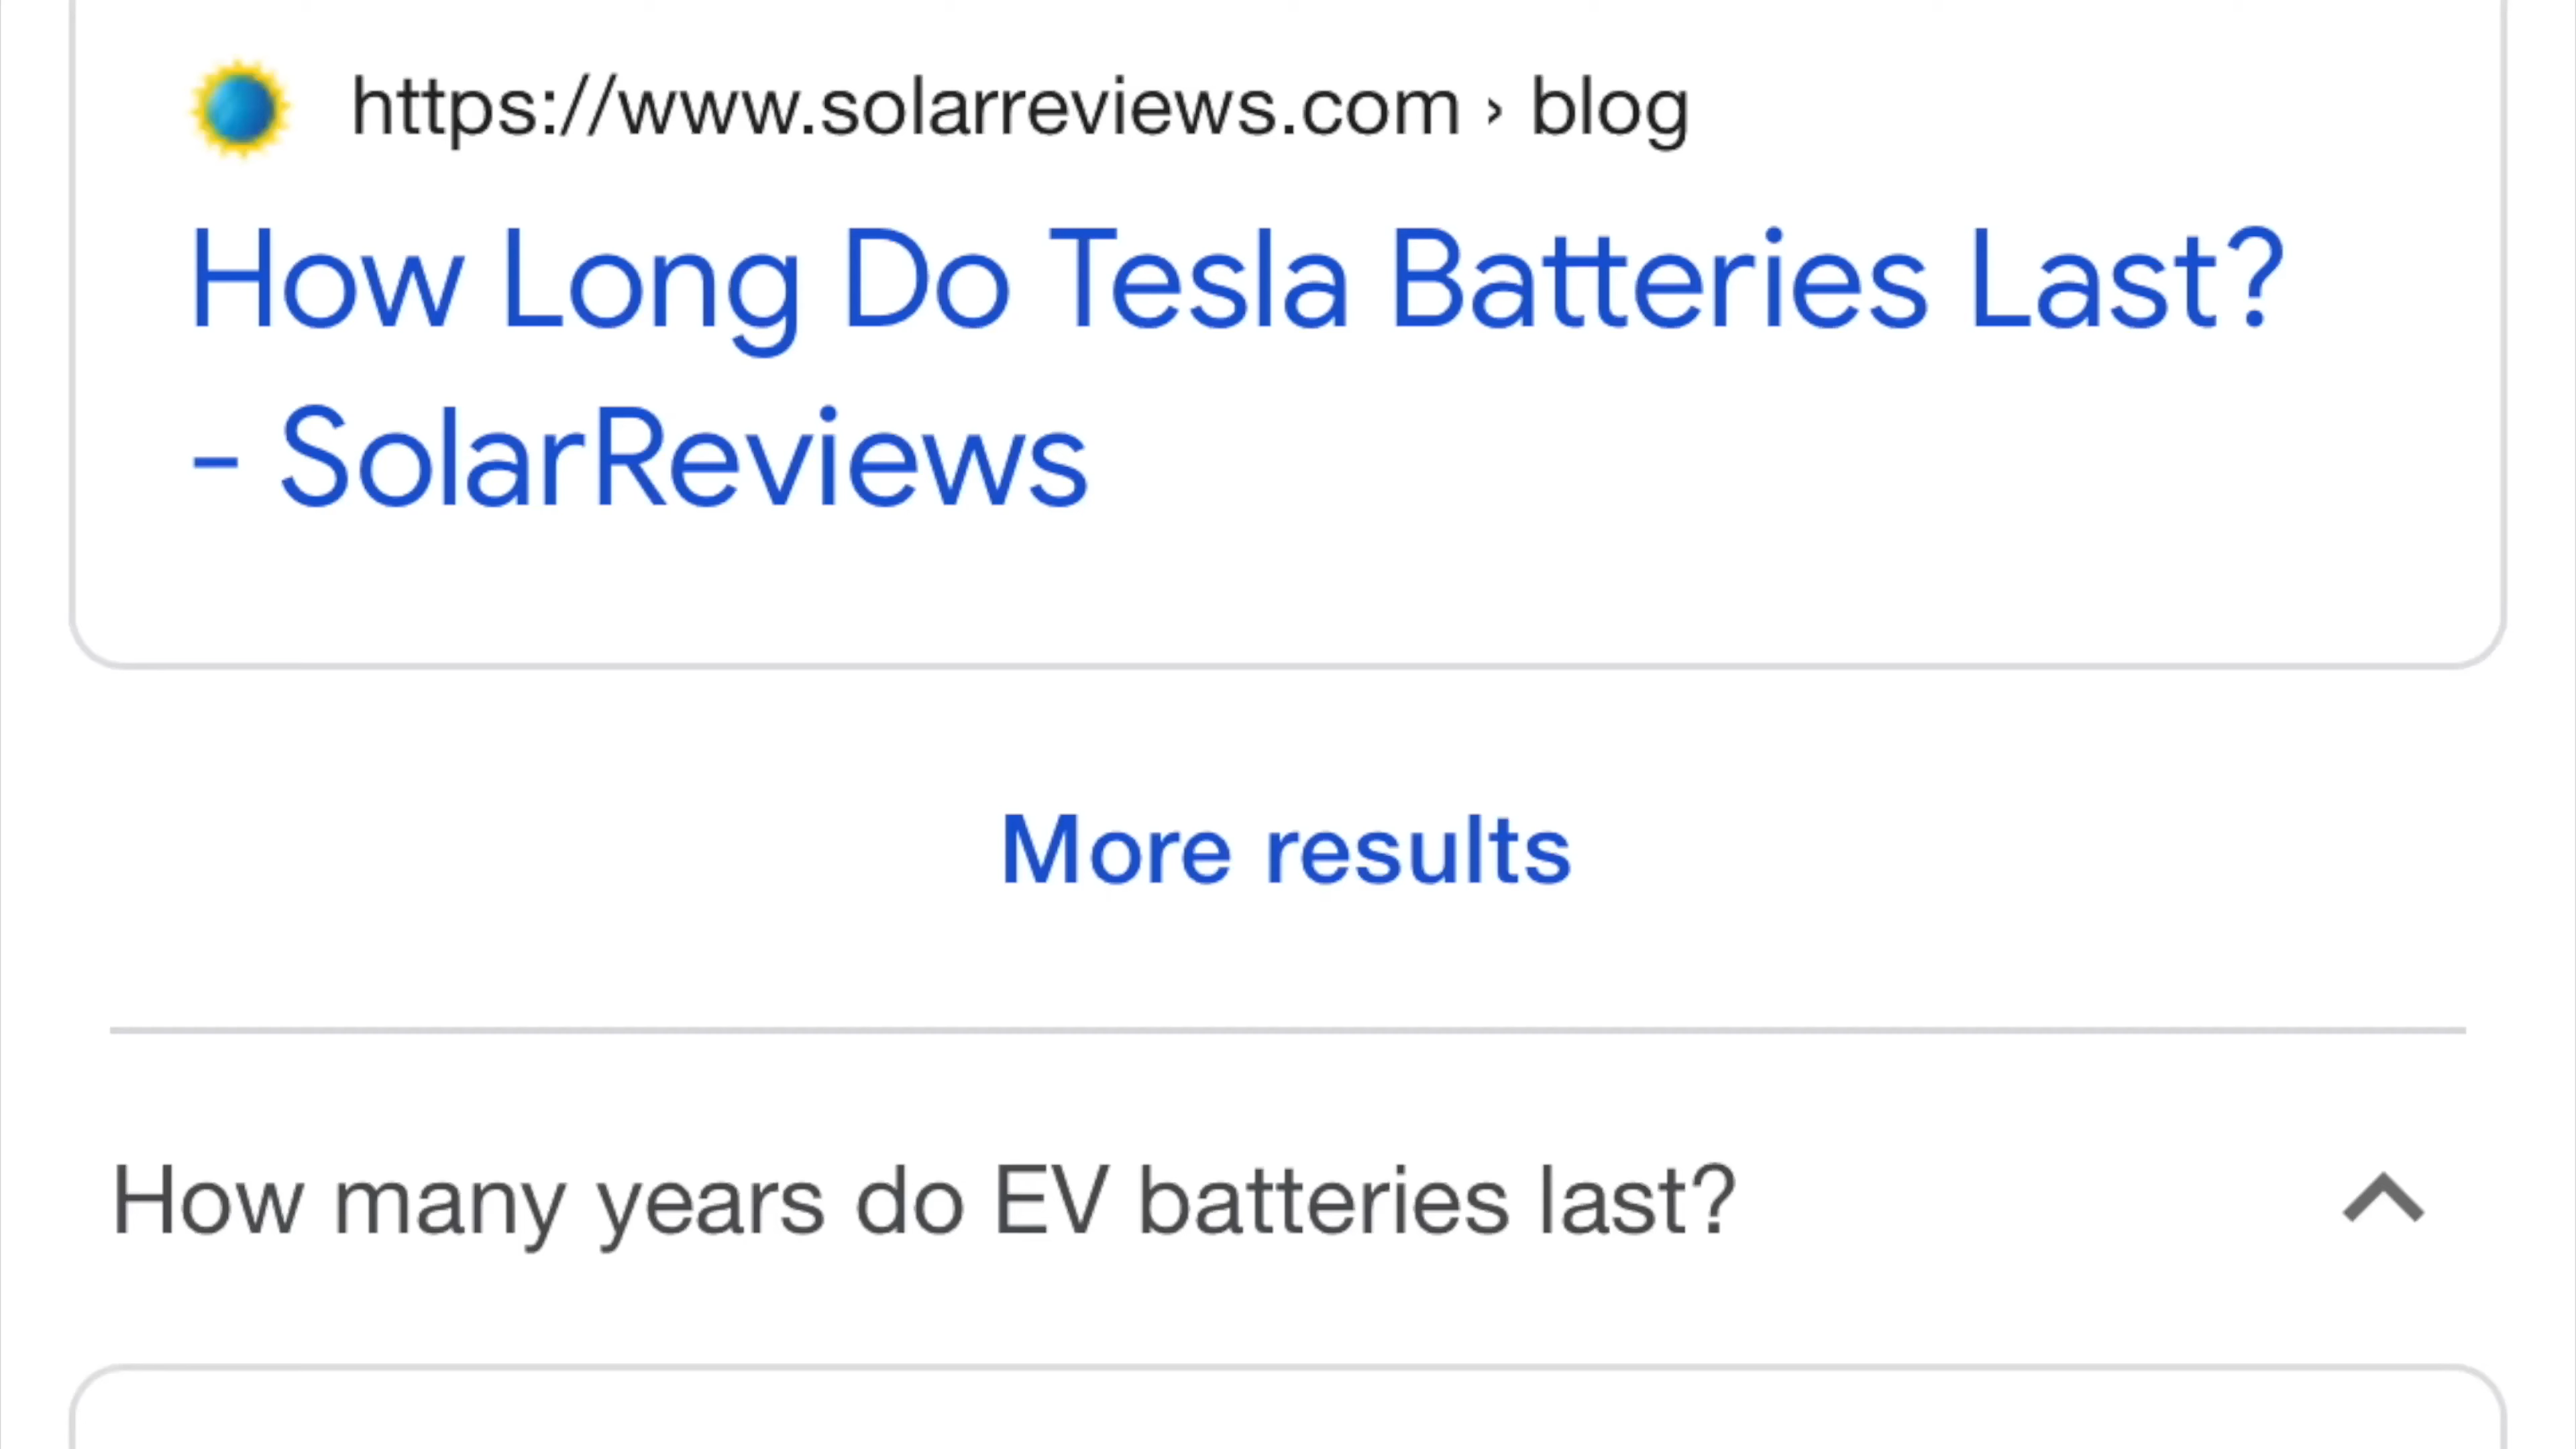 https://www.solarreviews.com › blog
How Long Do Tesla Batteries Last?
- SolarReviews
More results
How many years do EV batteries last?